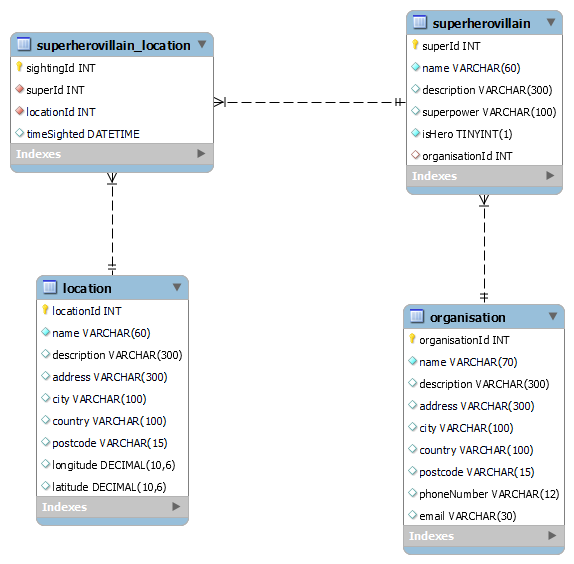 superherovillain_location
sightingId INT
superId INT
locationId INT
timeSighted DATETIME
Indexes
superherovillain
superId INT
name VARCHAR(60)
description VARCHAR(300)
superpower VARCHAR(100)
isHero TINYINT(1)
organisationId INT
Indexes
location
locationId INT
name VARCHAR(60)
description VARCHAR(300)
address VARCHAR(300)
city VARCHAR(100)
country VARCHAR(100)
postcode VARCHAR(15)
longitude DECIMAL(10,6)
latitude DECIMAL(10,6)
Indexes
organisation
organisationId INT
name VARCHAR(70)
description VARCHAR(300)
address VARCHAR(300)
city VARCHAR(100)
country VARCHAR(100)
postcode VARCHAR(15)
phoneNumber VARCHAR(12)
email VARCHAR(30)
Indexes